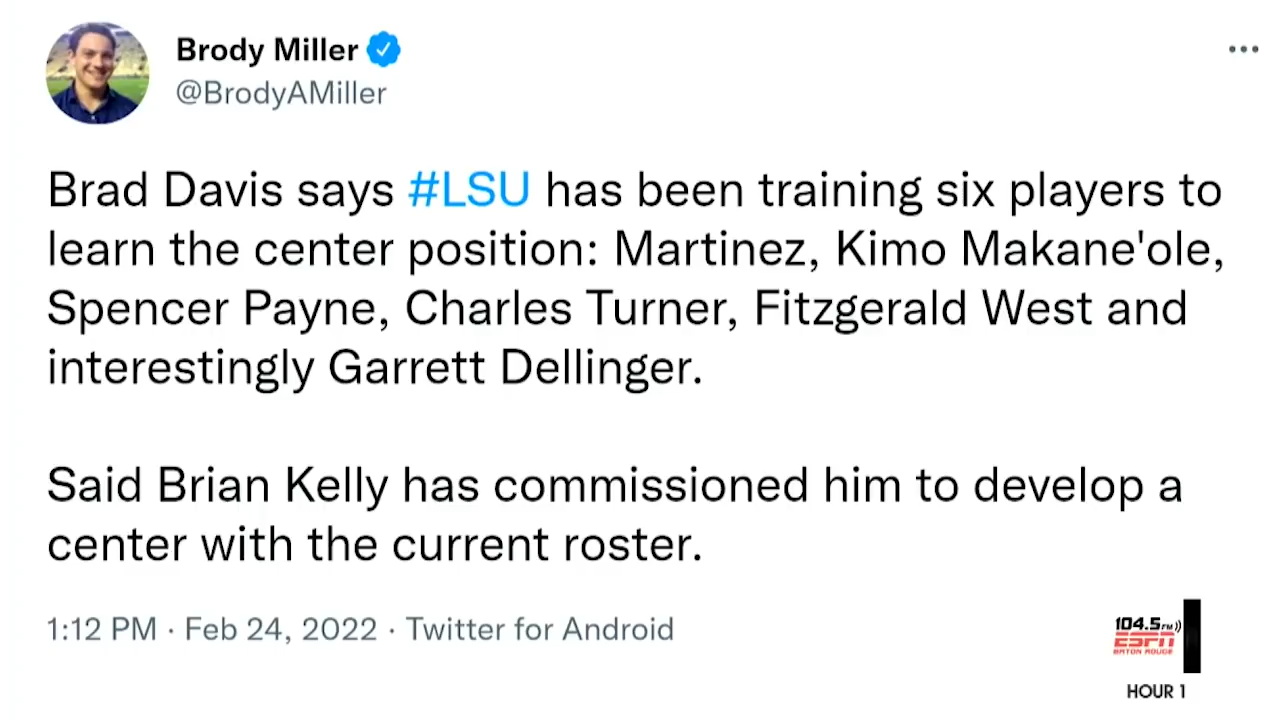 Brody Miller
@BrodyAMiller
Brad Davis says #LSU has been training six players to
learn the center position: Martinez, Kimo Makane'ole,
Spencer Payne, Charles Turner, Fitzgerald West and
interestingly Garrett Dellinger.
Said Brian Kelly has commissioned him to develop a
center with the current roster.
1:12 PM · Feb 24, 2022 · Twitter for Android
104.5 FM
ESPN
BATON ROUGE
HOUR 1